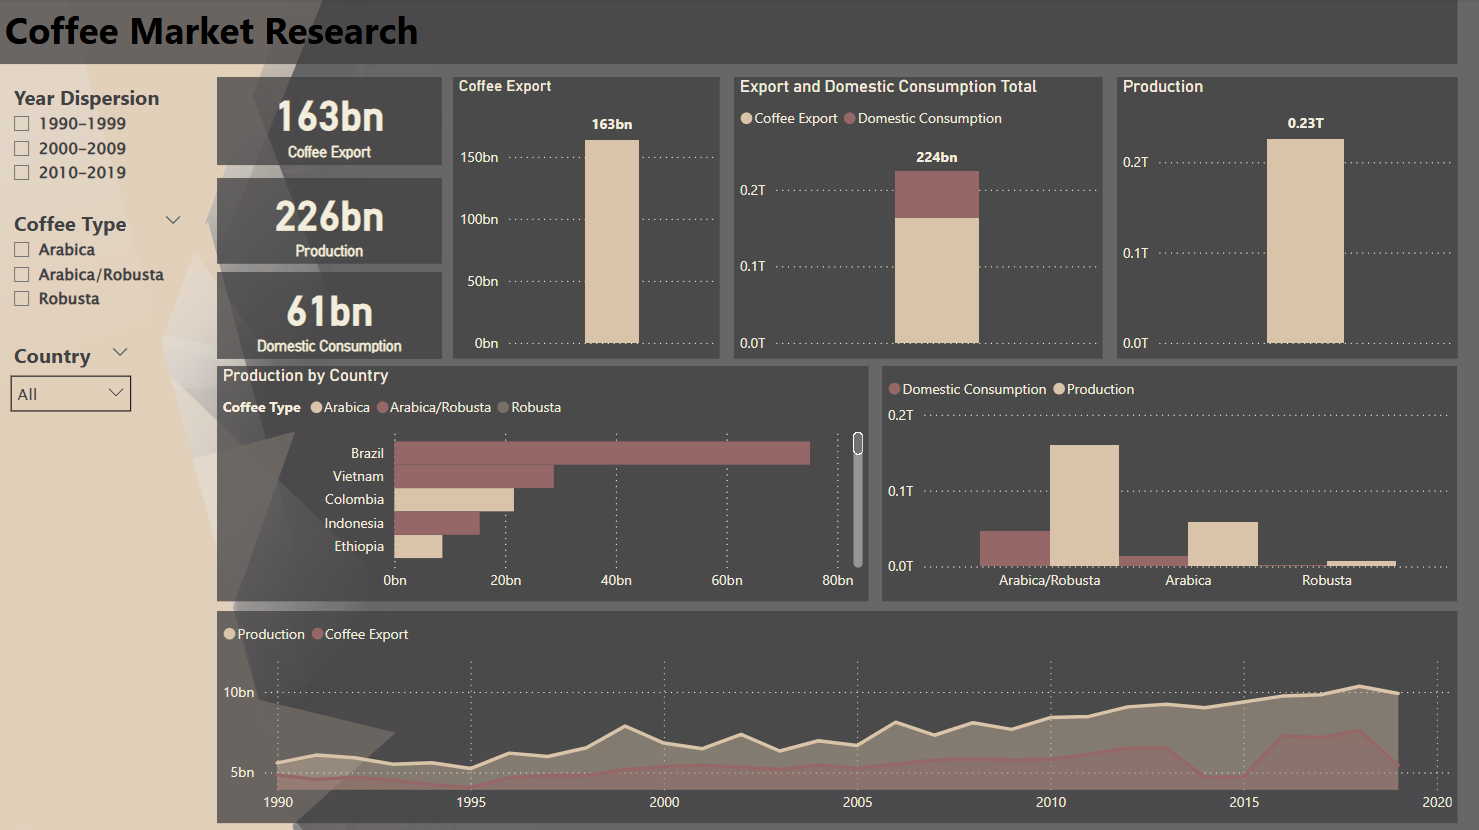 Coffee Market Research
Year Dispersion
1990-1999
2000-2009
2010-2019
Coffee Type
Arabica
Arabica/Robusta
Robusta
Country
All
163bn
Coffee Export
226bn
Production
61bn
Domestic Consumption
Coffee Export
163bn
150bn
100bn
50bn
0bn
Export and Domestic Consumption Total
Coffee Export Domestic Consumption
224bn
0.2T
0.1T
0.0T
Production
0.23T
0.2T
0.1T
0.0T
Production by Country
Coffee Type Arabica Arabica/Robusta Robusta
Brazil
Vietnam
Colombia
Indonesia
Ethiopia
0bn 20bn 40bn 60bn 80bn
Domestic Consumption Production
0.2T
0.1T
0.0T
Arabica/Robusta Arabica Robusta
Production Coffee Export
10bn
5bn
1990 1995 2000 2005 2010 2015 2020